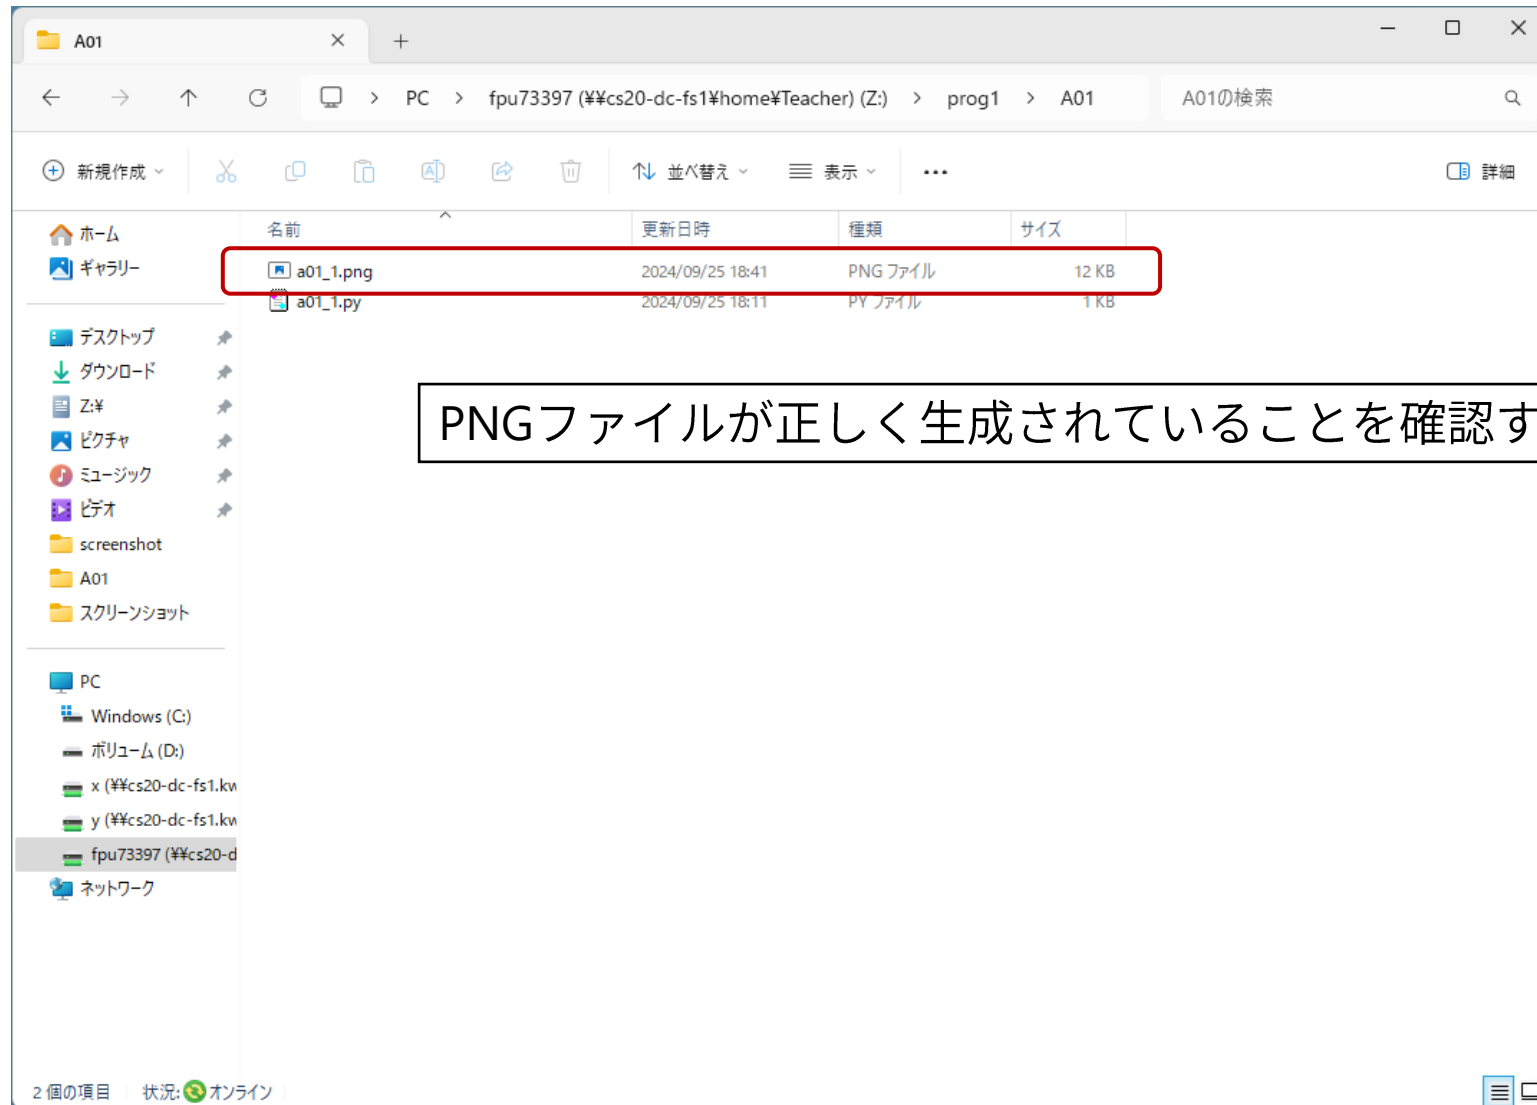 A01
PC > fpu73397 (¥¥cs20-dc-fs1¥home¥Teacher) (Z:) > prog1 > A01
A01の検索
新規作成
並べ替え
表示
詳細
名前 更新日時 種類 サイズ
a01_1.png 2024/09/25 18:41 PNG ファイル 12 KB
a01_1.py 2024/09/25 18:11 PY ファイル 1 KB
PNGファイルが正しく生成されていることを確認す
ホーム
ギャラリー
デスクトップ
ダウンロード
Z:¥
ピクチャ
ミュージック
ビデオ
screenshot
A01
スクリーンショット
PC
Windows (C:)
ボリューム (D:)
x (¥¥cs20-dc-fs1.kw
y (¥¥cs20-dc-fs1.kw
fpu73397 (¥¥cs20-d
ネットワーク
2 個の項目 状況: オンライン